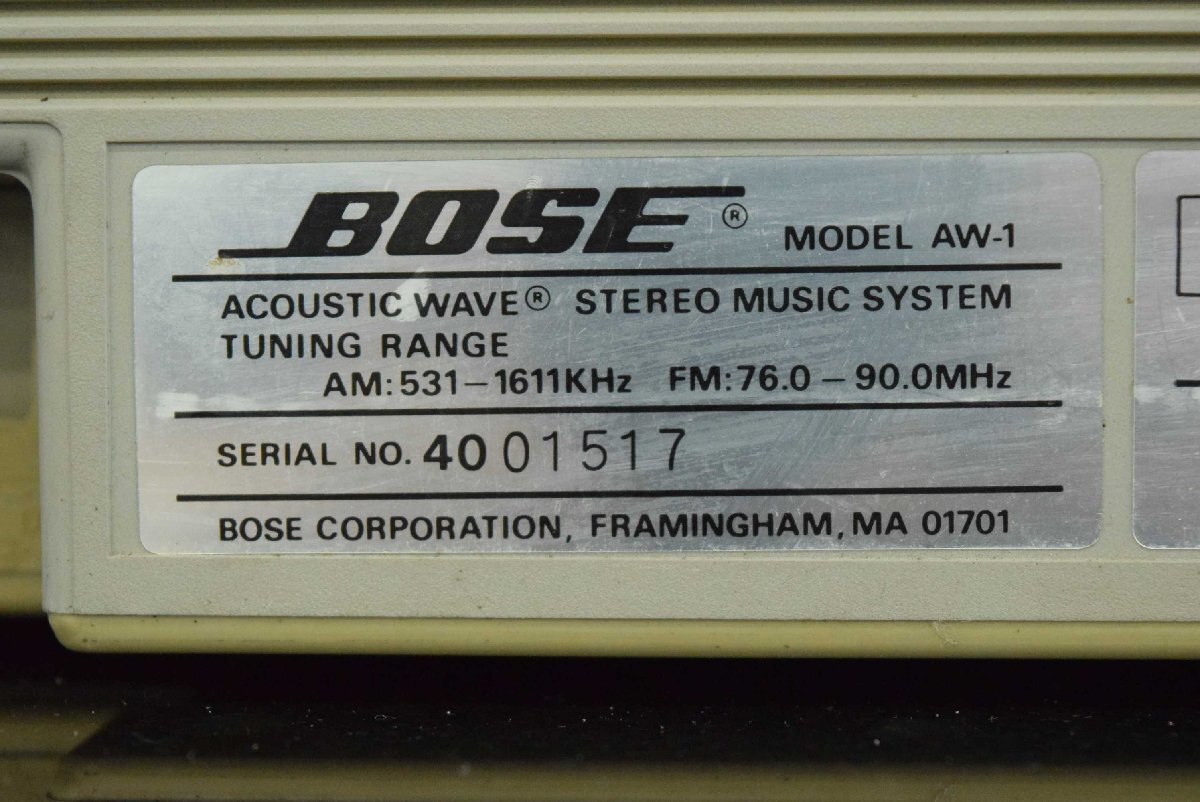 BOSE® MODEL AW-1
ACOUSTIC WAVE® STEREO MUSIC SYSTEM
TUNING RANGE
AM:531–1611KHz FM:76.0–90.0MHz
SERIAL NO. 4001517
BOSE CORPORATION, FRAMINGHAM, MA 01701